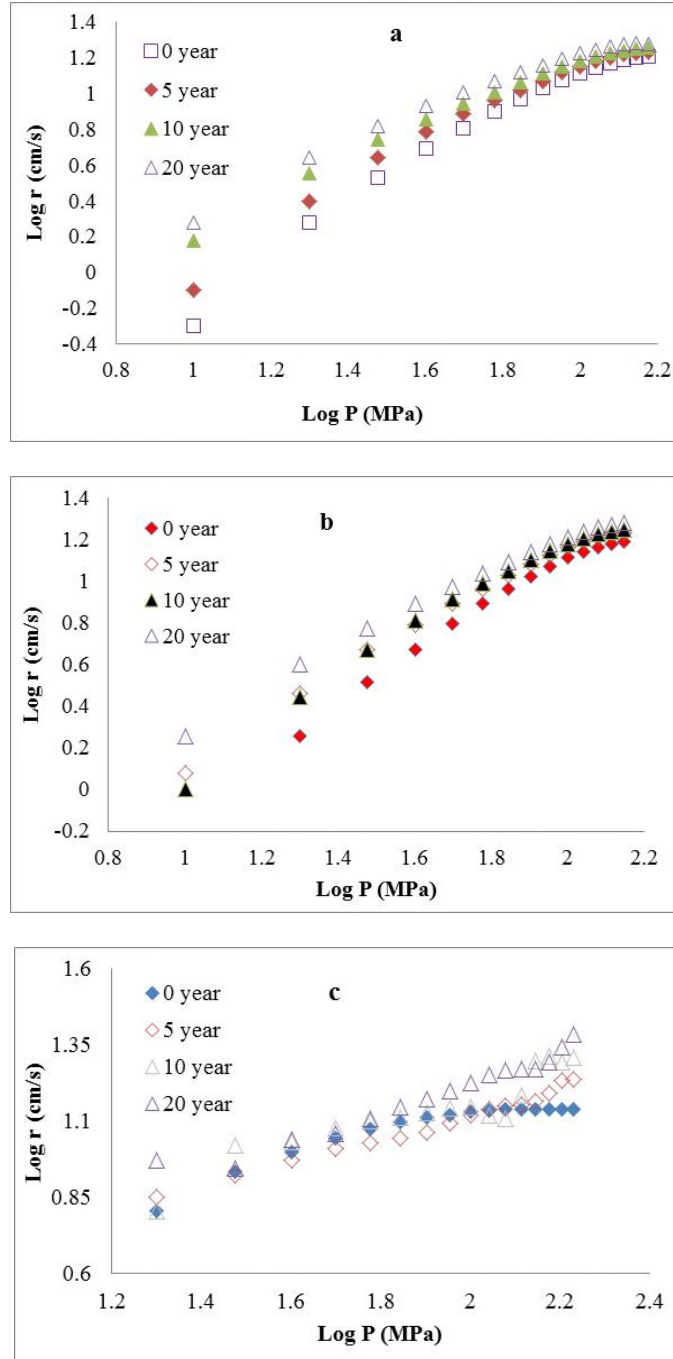 a
0 year
5 year
10 year
20 year
1.4
1.2
1
0.8
0.6
0.4
0.2
0
-0.2
-0.4
Log r (cm/s)
0.8 1 1.2 1.4 1.6 1.8 2 2.2
Log P (MPa)
b
0 year
5 year
10 year
20 year
1.4
1.2
1
0.8
0.6
0.4
0.2
0
-0.2
Log r (cm/s)
0.8 1 1.2 1.4 1.6 1.8 2 2.2
Log P (MPa)
c
0 year
5 year
10 year
20 year
1.6
1.35
1.1
0.85
0.6
Log r (cm/s)
1.2 1.4 1.6 1.8 2 2.2 2.4
Log P (MPa)